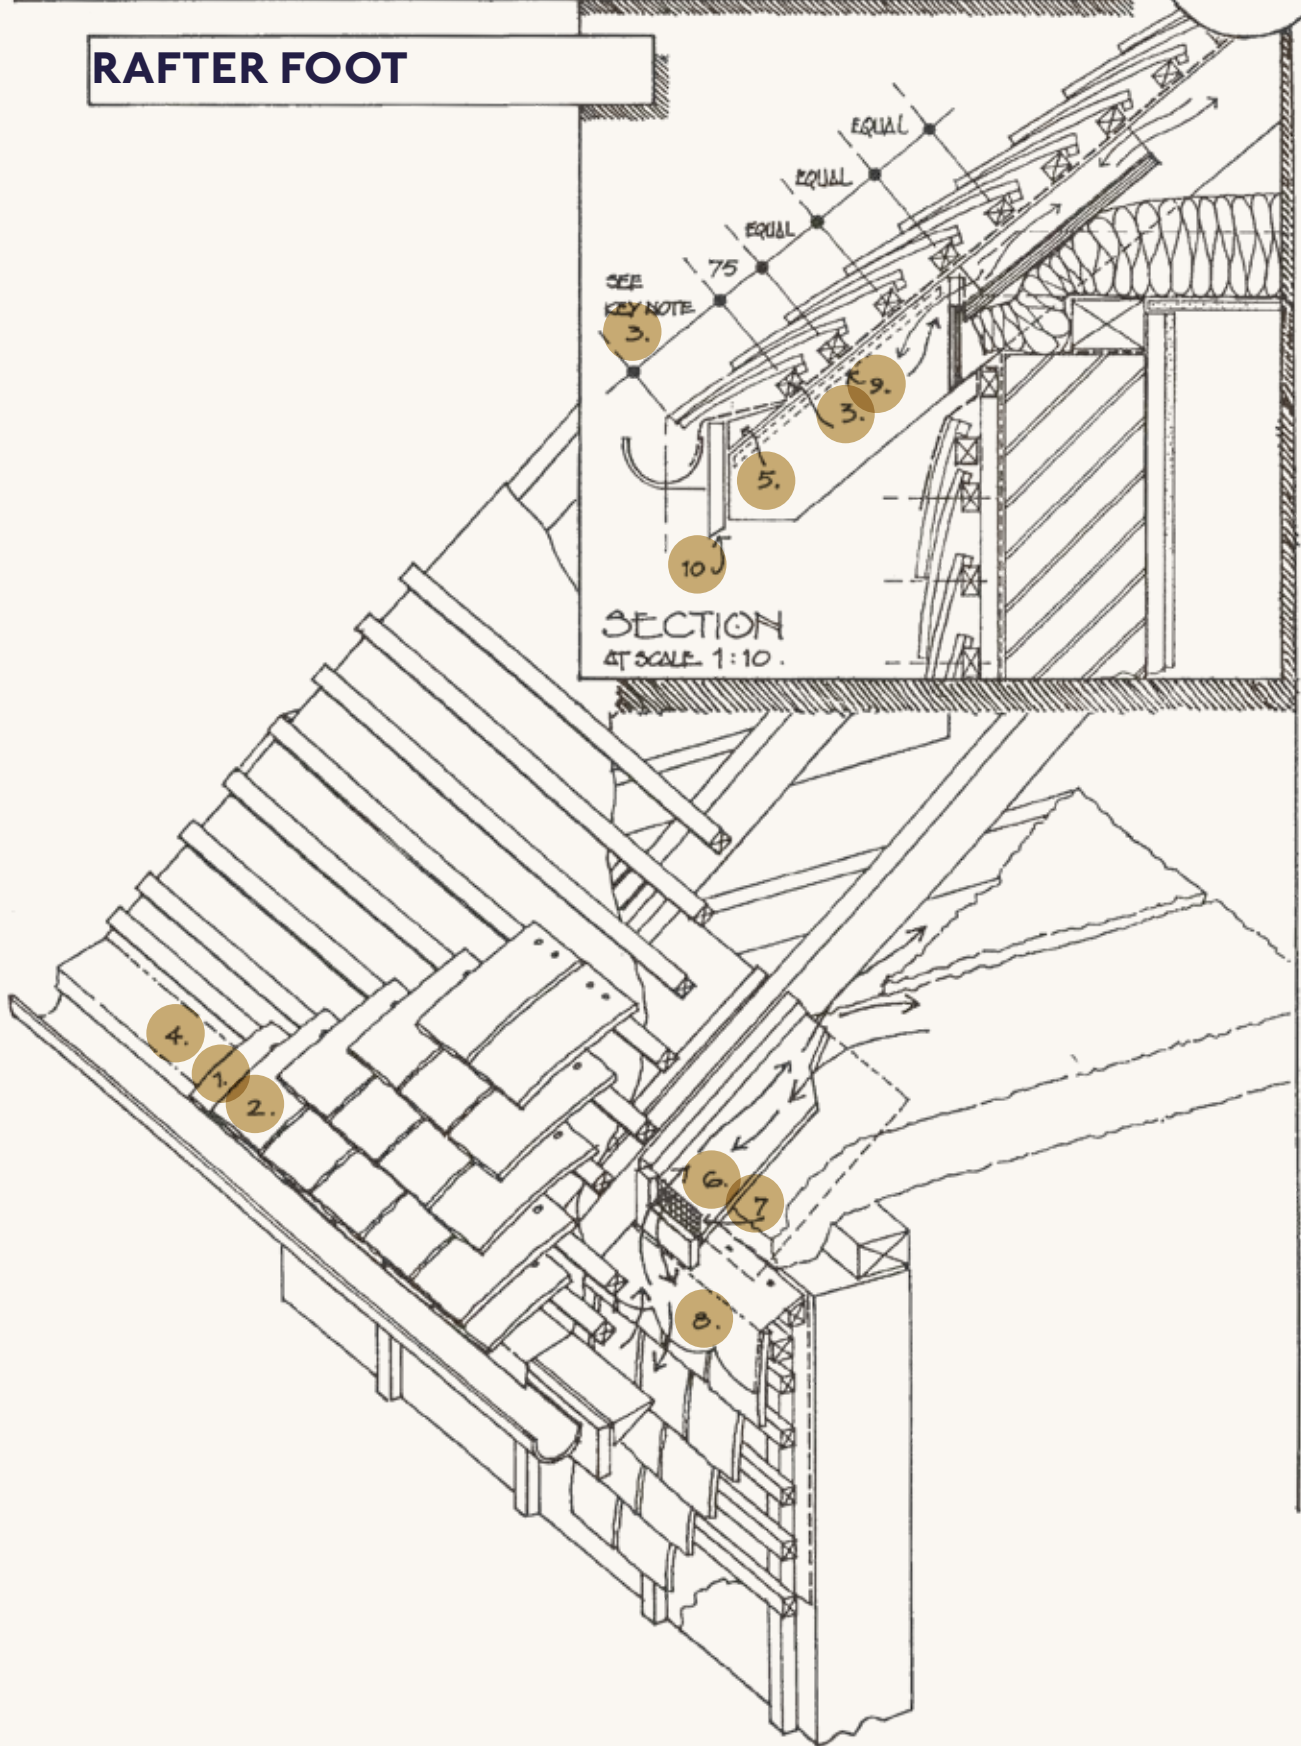 RAFTER FOOT
EQUAL
EQUAL
EQUAL
75
SEE
KEY NOTE
3.
9.
3.
5.
10
SECTION
AT SCALE 1:10.
4.
1.
2.
6.
7
8.